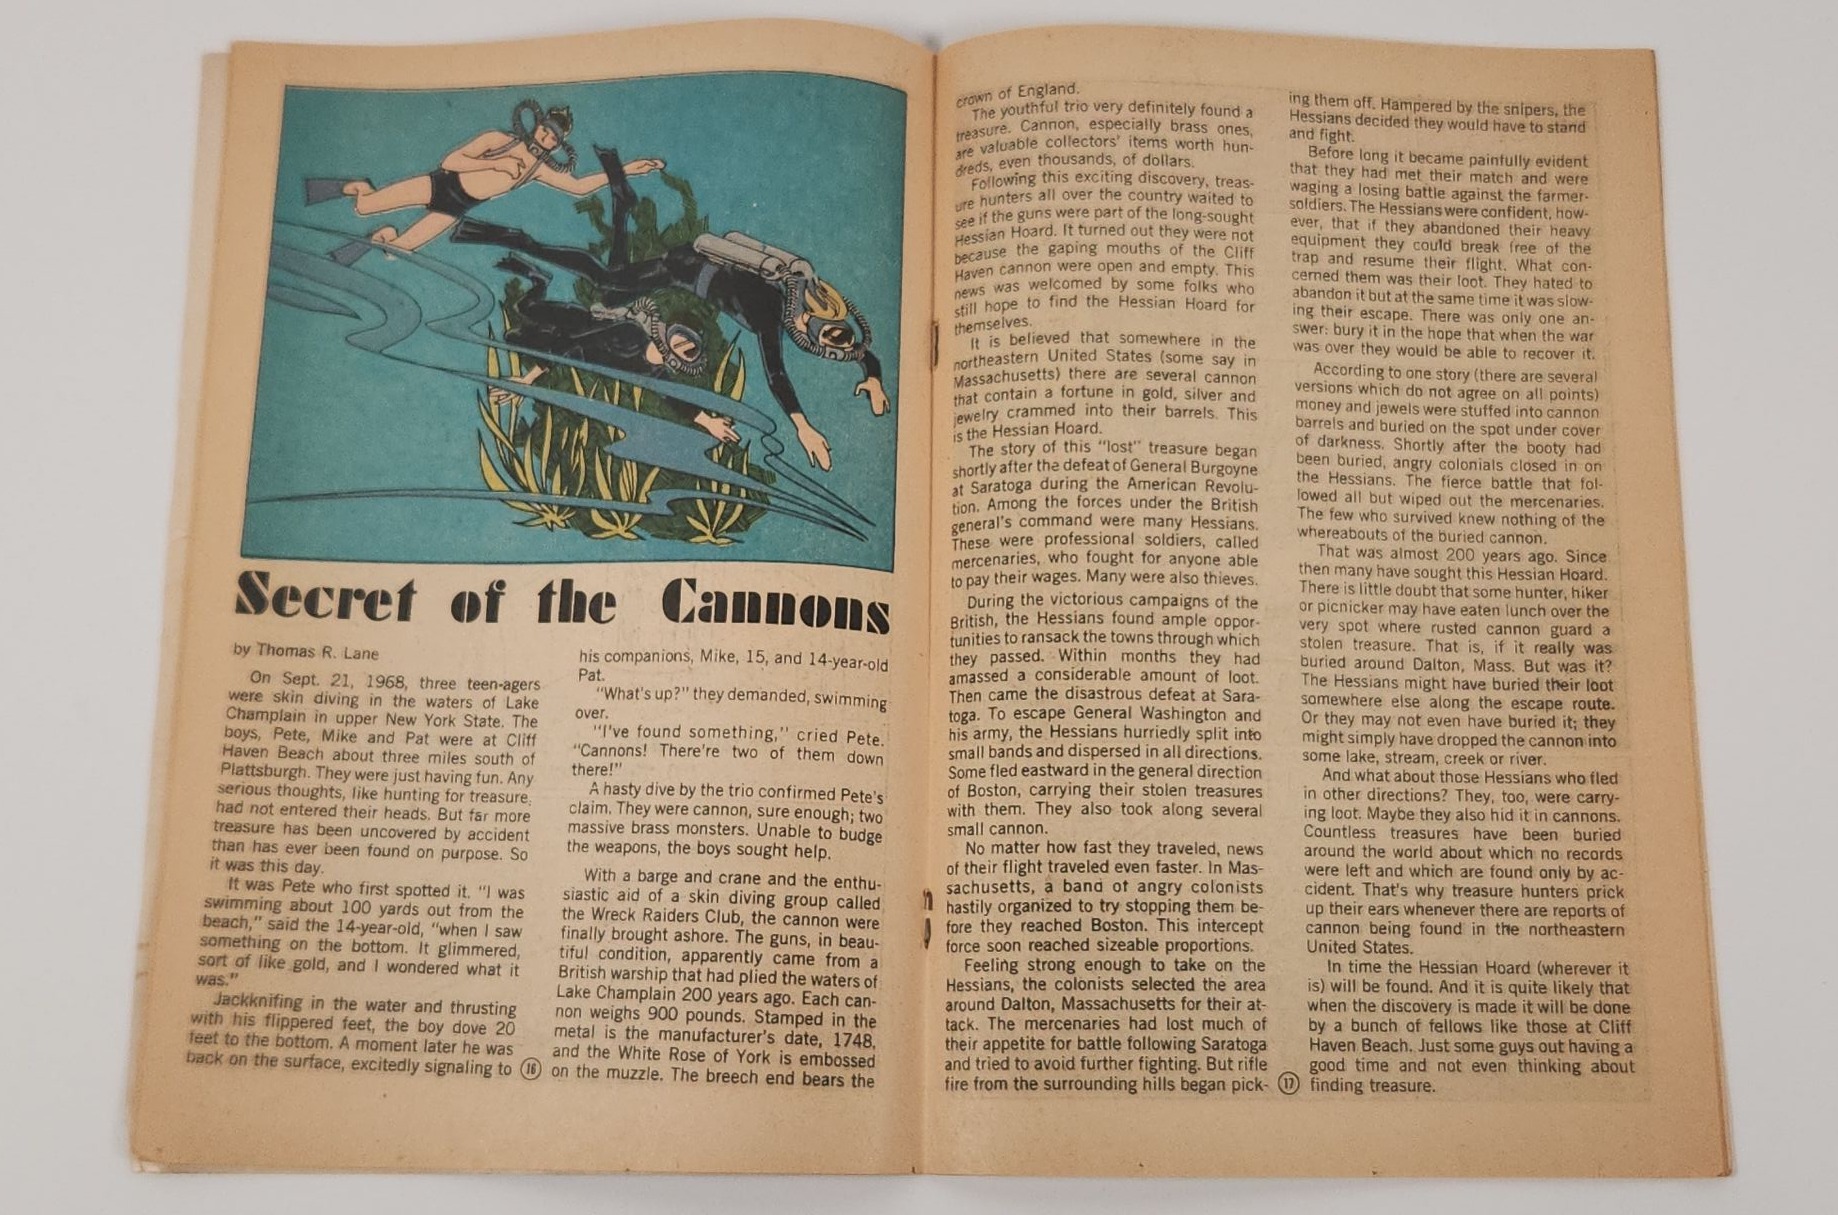 Secret of the Cannons
by Thomas R. Lane
On Sept. 21, 1968, three teen-agers
were skin diving in the waters of Lake
Champlain in upper New York State. The
boys, Pete, Mike and Pat were at Cliff
Haven Beach about three miles south of
Plattsburgh. They were just having fun. Any
serious thoughts, like hunting for treasure,
had not entered their heads. But far more
treasure has been uncovered by accident
than has ever been found on purpose. So
it was this day.
It was Pete who first spotted it. "I was
swimming about 100 yards out from the
beach," said the 14-year-old, "when I saw
something on the bottom. It glimmered,
sort of like gold, and I wondered what it
was."
Jackknifing in the water and thrusting
with his flippered feet, the boy dove 20
feet to the bottom. A moment later he was
back on the surface, excitedly signaling to
his companions, Mike, 15, and 14-year-old
Pat.
"What's up?" they demanded, swimming
over.
"I've found something," cried Pete.
"Cannons! There're two of them down
there!"
A hasty dive by the trio confirmed Pete's
claim. They were cannon, sure enough; two
massive brass monsters. Unable to budge
the weapons, the boys sought help.
With a barge and crane and the enthu-
siastic aid of a skin diving group called
the Wreck Raiders Club, the cannon were
finally brought ashore. The guns, in beau-
tiful condition, apparently came from a
British warship that had plied the waters of
Lake Champlain 200 years ago. Each can-
non weighs 900 pounds. Stamped in the
metal is the manufacturer's date, 1748,
and the White Rose of York is embossed
on the muzzle. The breech end bears the
16
crown of England.
The youthful trio very definitely found a
treasure. Cannon, especially brass ones,
are valuable collectors' items worth hun-
dreds, even thousands, of dollars.
Following this exciting discovery, treas-
ure hunters all over the country waited to
see if the guns were part of the long-sought
Hessian Hoard. It turned out they were not
because the gaping mouths of the Cliff
Haven cannon were open and empty. This
news was welcomed by some folks who
still hope to find the Hessian Hoard for
themselves.
It is believed that somewhere in the
northeastern United States (some say in
Massachusetts) there are several cannon
that contain a fortune in gold, silver and
jewelry crammed into their barrels. This
is the Hessian Hoard.
The story of this "lost" treasure began
shortly after the defeat of General Burgoyne
at Saratoga during the American Revolu-
tion. Among the forces under the British
general's command were many Hessians.
These were professional soldiers, called
mercenaries, who fought for anyone able
to pay their wages. Many were also thieves.
During the victorious campaigns of the
British, the Hessians found ample oppor-
tunities to ransack the towns through which
they passed. Within months they had
amassed a considerable amount of loot.
Then came the disastrous defeat at Sara-
toga. To escape General Washington and
his army, the Hessians hurriedly split into
small bands and dispersed in all directions.
Some fled eastward in the general direction
of Boston, carrying their stolen treasures
with them. They also took along several
small cannon.
No matter how fast they traveled, news
of their flight traveled even faster. In Mas-
sachusetts, a band of angry colonists
hastily organized to try stopping them be-
fore they reached Boston. This intercept
force soon reached sizeable proportions.
Feeling strong enough to take on the
Hessians, the colonists selected the area
around Dalton, Massachusetts for their at-
tack. The mercenaries had lost much of
their appetite for battle following Saratoga
and tried to avoid further fighting. But rifle
fire from the surrounding hills began pick-
ing them off. Hampered by the snipers, the
Hessians decided they would have to stand
and fight.
Before long it became painfully evident
that they had met their match and were
waging a losing battle against the farmer-
soldiers. The Hessians were confident, how-
ever, that if they abandoned their heavy
equipment they could break free of the
trap and resume their flight. What con-
cerned them was their loot. They hated to
abandon it but at the same time it was slow-
ing their escape. There was only one an-
swer: bury it in the hope that when the war
was over they would be able to recover it.
According to one story (there are several
versions which do not agree on all points)
money and jewels were stuffed into cannon
barrels and buried on the spot under cover
of darkness. Shortly after the booty had
been buried, angry colonials closed in on
the Hessians. The fierce battle that fol-
lowed all but wiped out the mercenaries.
The few who survived knew nothing of the
whereabouts of the buried cannon.
That was almost 200 years ago. Since
then many have sought this Hessian Hoard.
There is little doubt that some hunter, hiker
or picnicker may have eaten lunch over the
very spot where rusted cannon guard a
stolen treasure. That is, if it really was
buried around Dalton, Mass. But was it?
The Hessians might have buried their loot
somewhere else along the escape route.
Or they may not even have buried it; they
might simply have dropped the cannon into
some lake, stream, creek or river.
And what about those Hessians who fled
in other directions? They, too, were carry-
ing loot. Maybe they also hid it in cannons.
Countless treasures have been buried
around the world about which no records
were left and which are found only by ac-
cident. That's why treasure hunters prick
up their ears whenever there are reports of
cannon being found in the northeastern
United States.
In time the Hessian Hoard (wherever it
is) will be found. And it is quite likely that
when the discovery is made it will be done
by a bunch of fellows like those at Cliff
Haven Beach. Just some guys out having a
good time and not even thinking about
finding treasure.
17